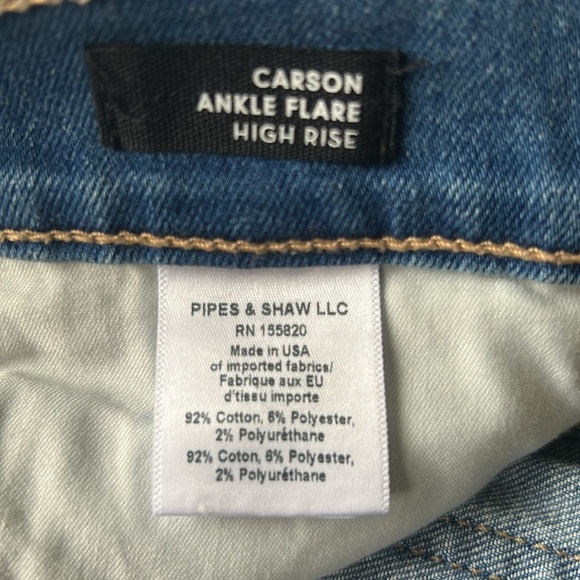 CARSON
ANKLE FLARE
HIGH RISE
PIPES & SHAW LLC
RN 155820
Made in USA
of imported fabrics/
Fabrique aux EU
d'tissu importe
92% Cotton, 6% Polyester,
2% Polyuréthane
92% Coton, 6% Polyester,
2% Polyuréthane